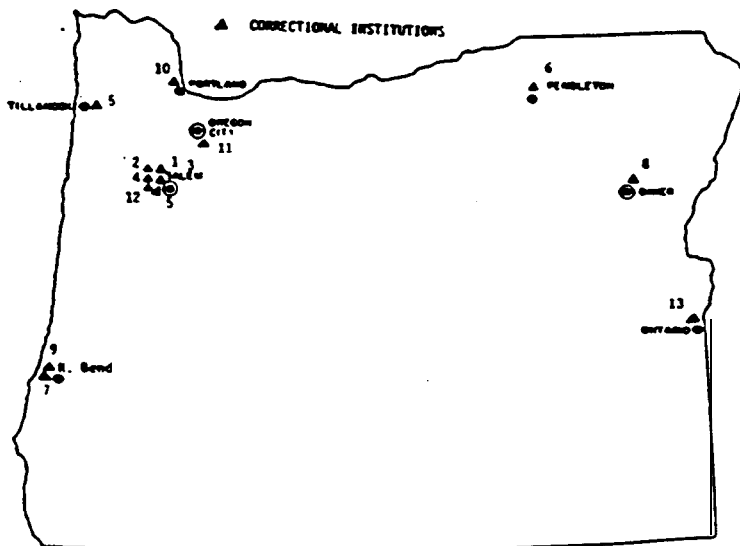 ▲ CORRECTIONAL INSTITUTIONS
10
PORTLAND
6
PENDLETON
TILLAMOOK
5
OREGON
CITY
11
2
1
3
4
12
5
8
BAKER
13
ONTARIO
9
N. Bend
7